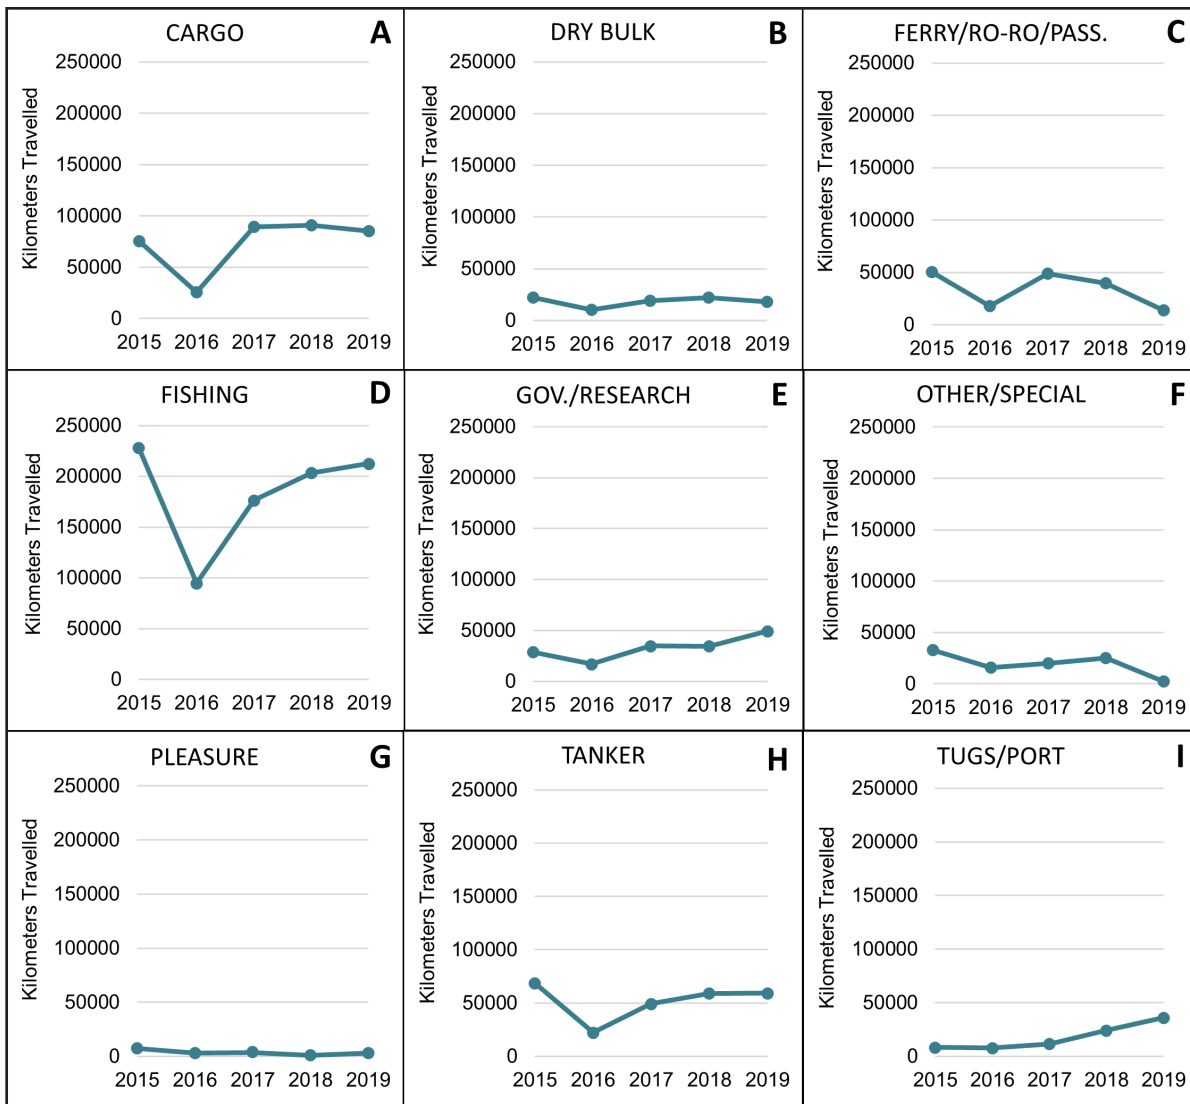 CARGO A
Kilometers Travelled
250000
200000
150000
100000
50000
0
2015 2016 2017 2018 2019
DRY BULK B
Kilometers Travelled
250000
200000
150000
100000
50000
0
2015 2016 2017 2018 2019
FERRY/RO-RO/PASS. C
Kilometers Travelled
250000
200000
150000
100000
50000
0
2015 2016 2017 2018 2019
FISHING D
Kilometers Travelled
250000
200000
150000
100000
50000
0
2015 2016 2017 2018 2019
GOV./RESEARCH E
Kilometers Travelled
250000
200000
150000
100000
50000
0
2015 2016 2017 2018 2019
OTHER/SPECIAL F
Kilometers Travelled
250000
200000
150000
100000
50000
0
2015 2016 2017 2018 2019
PLEASURE G
Kilometers Travelled
250000
200000
150000
100000
50000
0
2015 2016 2017 2018 2019
TANKER H
Kilometers Travelled
250000
200000
150000
100000
50000
0
2015 2016 2017 2018 2019
TUGS/PORT I
Kilometers Travelled
250000
200000
150000
100000
50000
0
2015 2016 2017 2018 2019